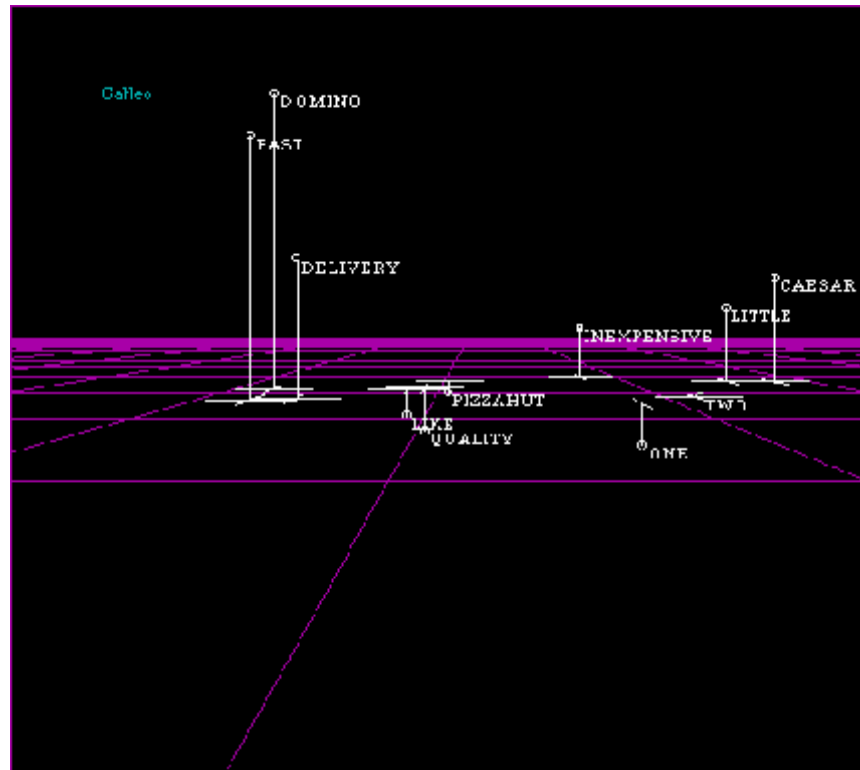 Galileo
DOMINO
FAST
DELIVERY
CAESAR
LITTLE
INEXPENSIVE
PIZZAHUT
TWO
LIKE
QUALITY
ONE